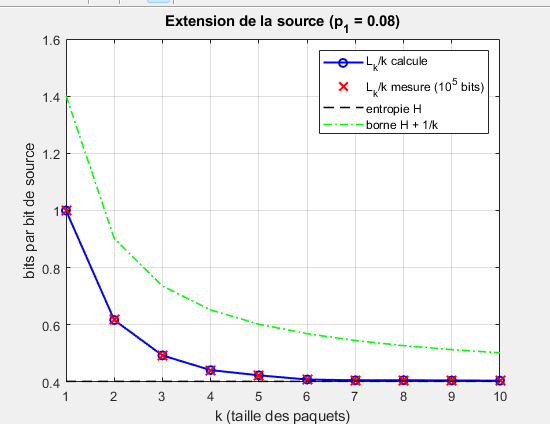 Extension de la source (p1 = 0.08)
1.6
1.4
1.2
1
0.8
0.6
0.4
bits par bit de source
Lk/k calcule
Lk/k mesure (10^5 bits)
entropie H
borne H + 1/k
1 2 3 4 5 6 7 8 9 10
k (taille des paquets)